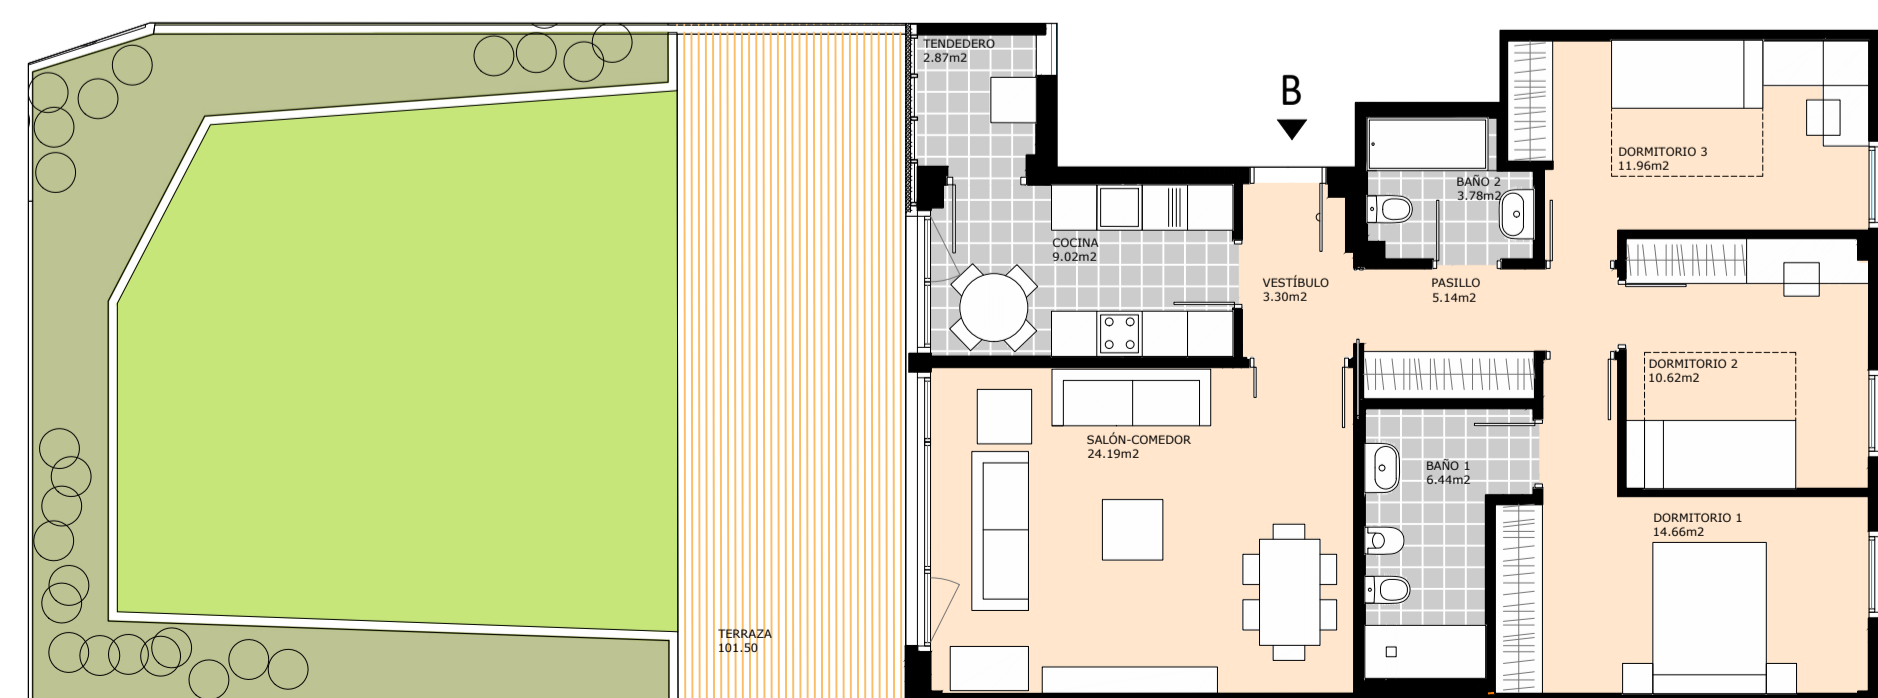 TENDEDERO
2.87m2
B
DORMITORIO 3
11.96m2
BAÑO 2
3.78m2
COCINA
9.02m2
VESTÍBULO
3.30m2
PASILLO
5.14m2
DORMITORIO 2
10.62m2
SALÓN-COMEDOR
24.19m2
BAÑO 1
6.44m2
DORMITORIO 1
14.66m2
TERRAZA
101.50